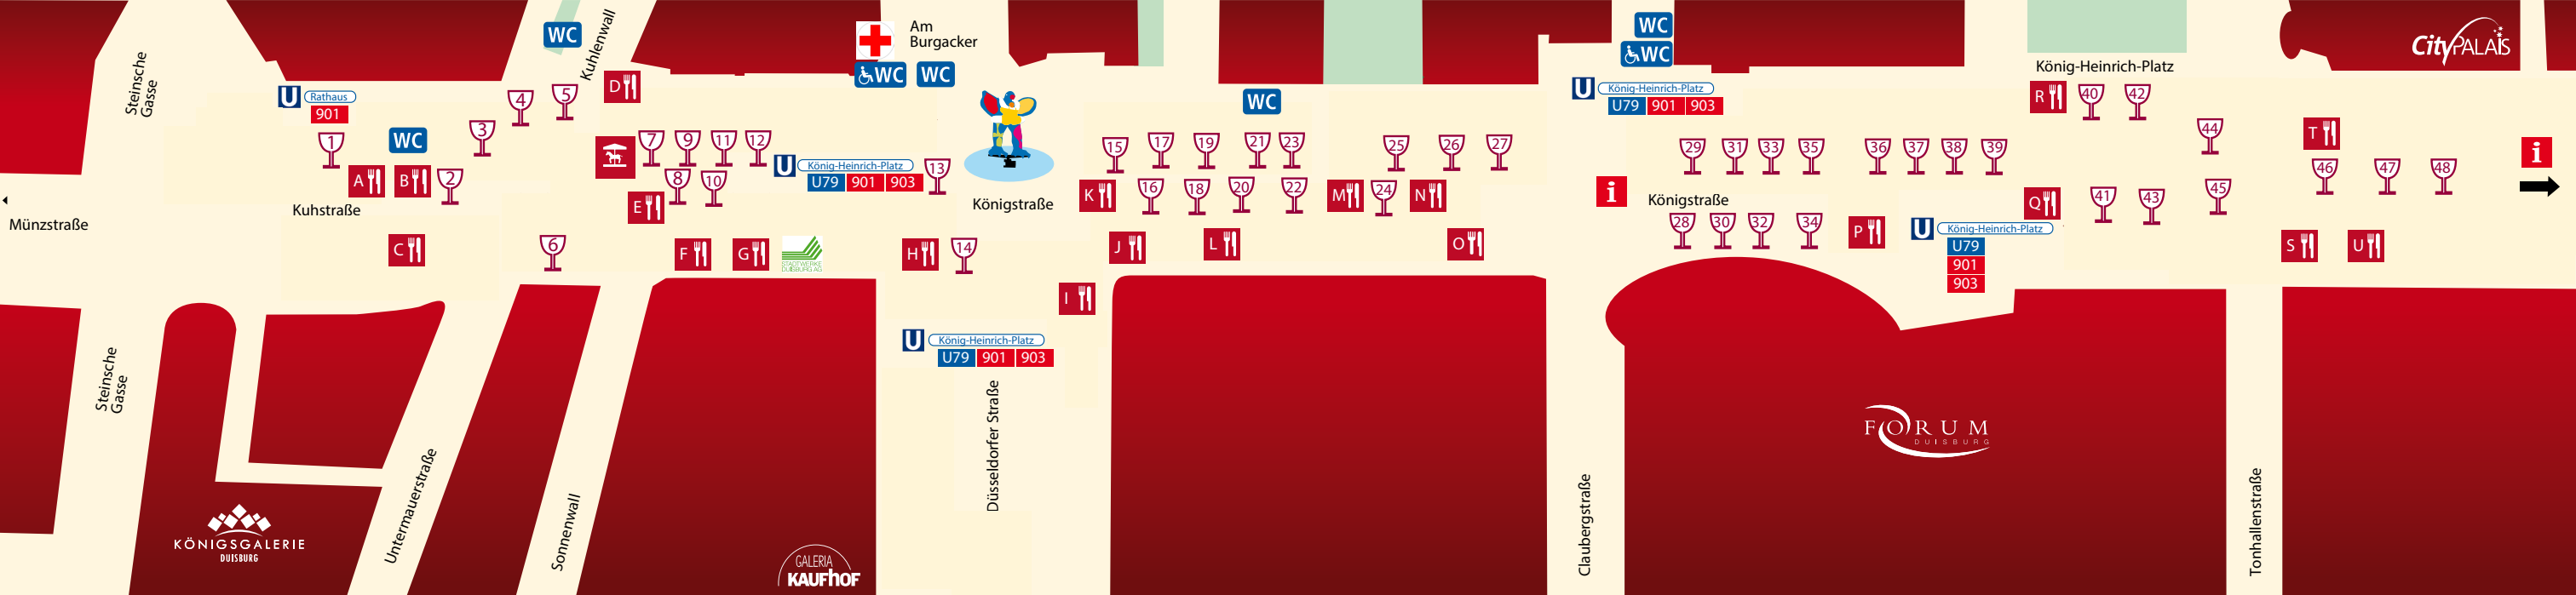 WC
Kuhlenwall
Steinsche
Gasse
U
Rathaus
901
1
WC
A
B
2
3
4
5
D
Münzstraße
Kuhstraße
C
6
7
9
11
12
8
10
E
F
G
STADTWERKE
DUISBURG AG
Am
Burgacker
WC
WC
U
König-Heinrich-Platz
U79 901 903
13
Königstraße
H
14
I
U
König-Heinrich-Platz
U79 901 903
Düsseldorfer Straße
WC
15
17
19
21
23
25
26
27
K
16
18
20
22
M
24
N
J
L
O
WC
WC
U
König-Heinrich-Platz
U79 901 903
i
Königstraße
29
31
33
35
36
37
38
39
28
30
32
34
P
U
König-Heinrich-Platz
U79
901
903
König-Heinrich-Platz
R
40
42
44
T
Q
41
43
45
46
47
48
S
U
i
CityPALAIS
Steinsche
Gasse
KÖNIGSGALERIE
DUISBURG
Untermauerstraße
Sonnenwall
GALERIA
KAUFHOF
Claubergstraße
FORUM
DUISBURG
Tonhallenstraße